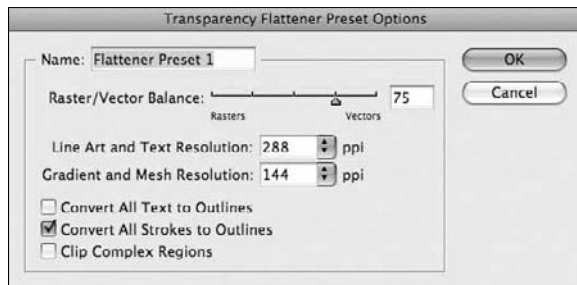 Transparency Flattener Preset Options
Name: Flattener Preset 1
OK
Raster/Vector Balance: 75
Cancel
Rasters Vectors
Line Art and Text Resolution: 288 ppi
Gradient and Mesh Resolution: 144 ppi
Convert All Text to Outlines
Convert All Strokes to Outlines
Clip Complex Regions